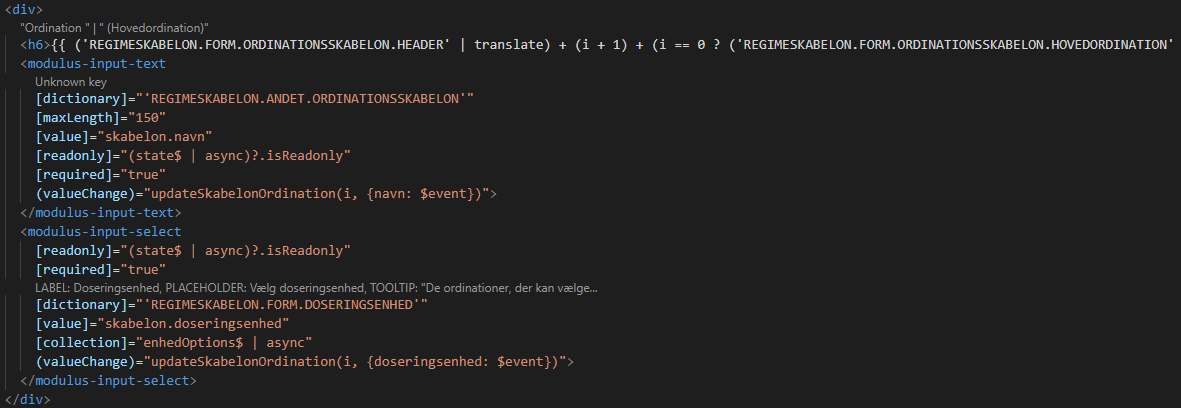 <div>
"Ordination " | " (Hovedordination)"
<h6>{{ ('REGIMESKABELON.FORM.ORDINATIONSSKABELON.HEADER' | translate) + (i + 1) + (i == 0 ? ('REGIMESKABELON.FORM.ORDINATIONSSKABELON.HOVEDORDINATION'
<modulus-input-text
Unknown key
[dictionary]="'REGIMESKABELON.ANDET.ORDINATIONSSKABELON'"
[maxLength]="150"
[value]="skabelon.navn"
[readonly]="(state$ | async)?.isReadonly"
[required]="true"
(valueChange)="updateSkabelonOrdination(i, {navn: $event})">
</modulus-input-text>
<modulus-input-select
[readonly]="(state$ | async)?.isReadonly"
[required]="true"
LABEL: Doseringsenhed, PLACEHOLDER: Vælg doseringsenhed, TOOLTIP: "De ordinationer, der kan vælge...
[dictionary]="'REGIMESKABELON.FORM.DOSERINGSENHED'"
[value]="skabelon.doseringsenhed"
[collection]="enhedOptions$ | async"
(valueChange)="updateSkabelonOrdination(i, {doseringsenhed: $event})">
</modulus-input-select>
</div>